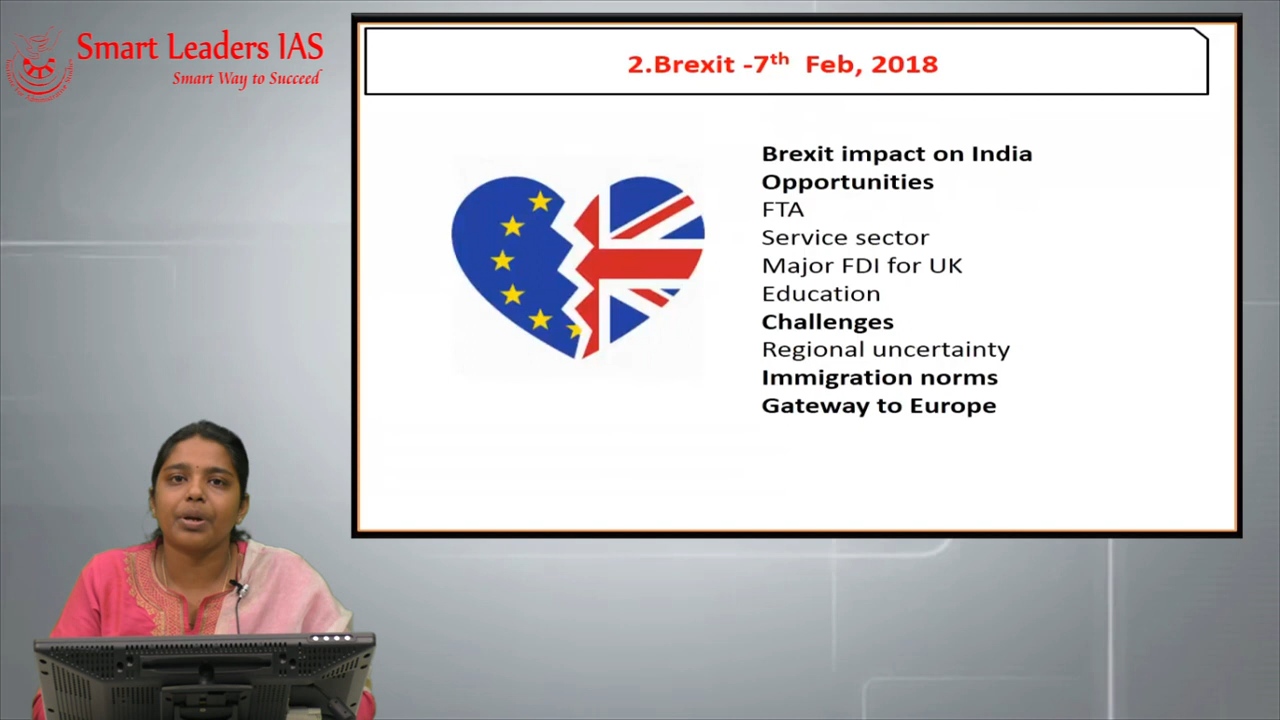 Smart Leaders IAS
Smart Way to Succeed
2.Brexit -7th Feb, 2018
Brexit impact on India
Opportunities
FTA
Service sector
Major FDI for UK
Education
Challenges
Regional uncertainty
Immigration norms
Gateway to Europe